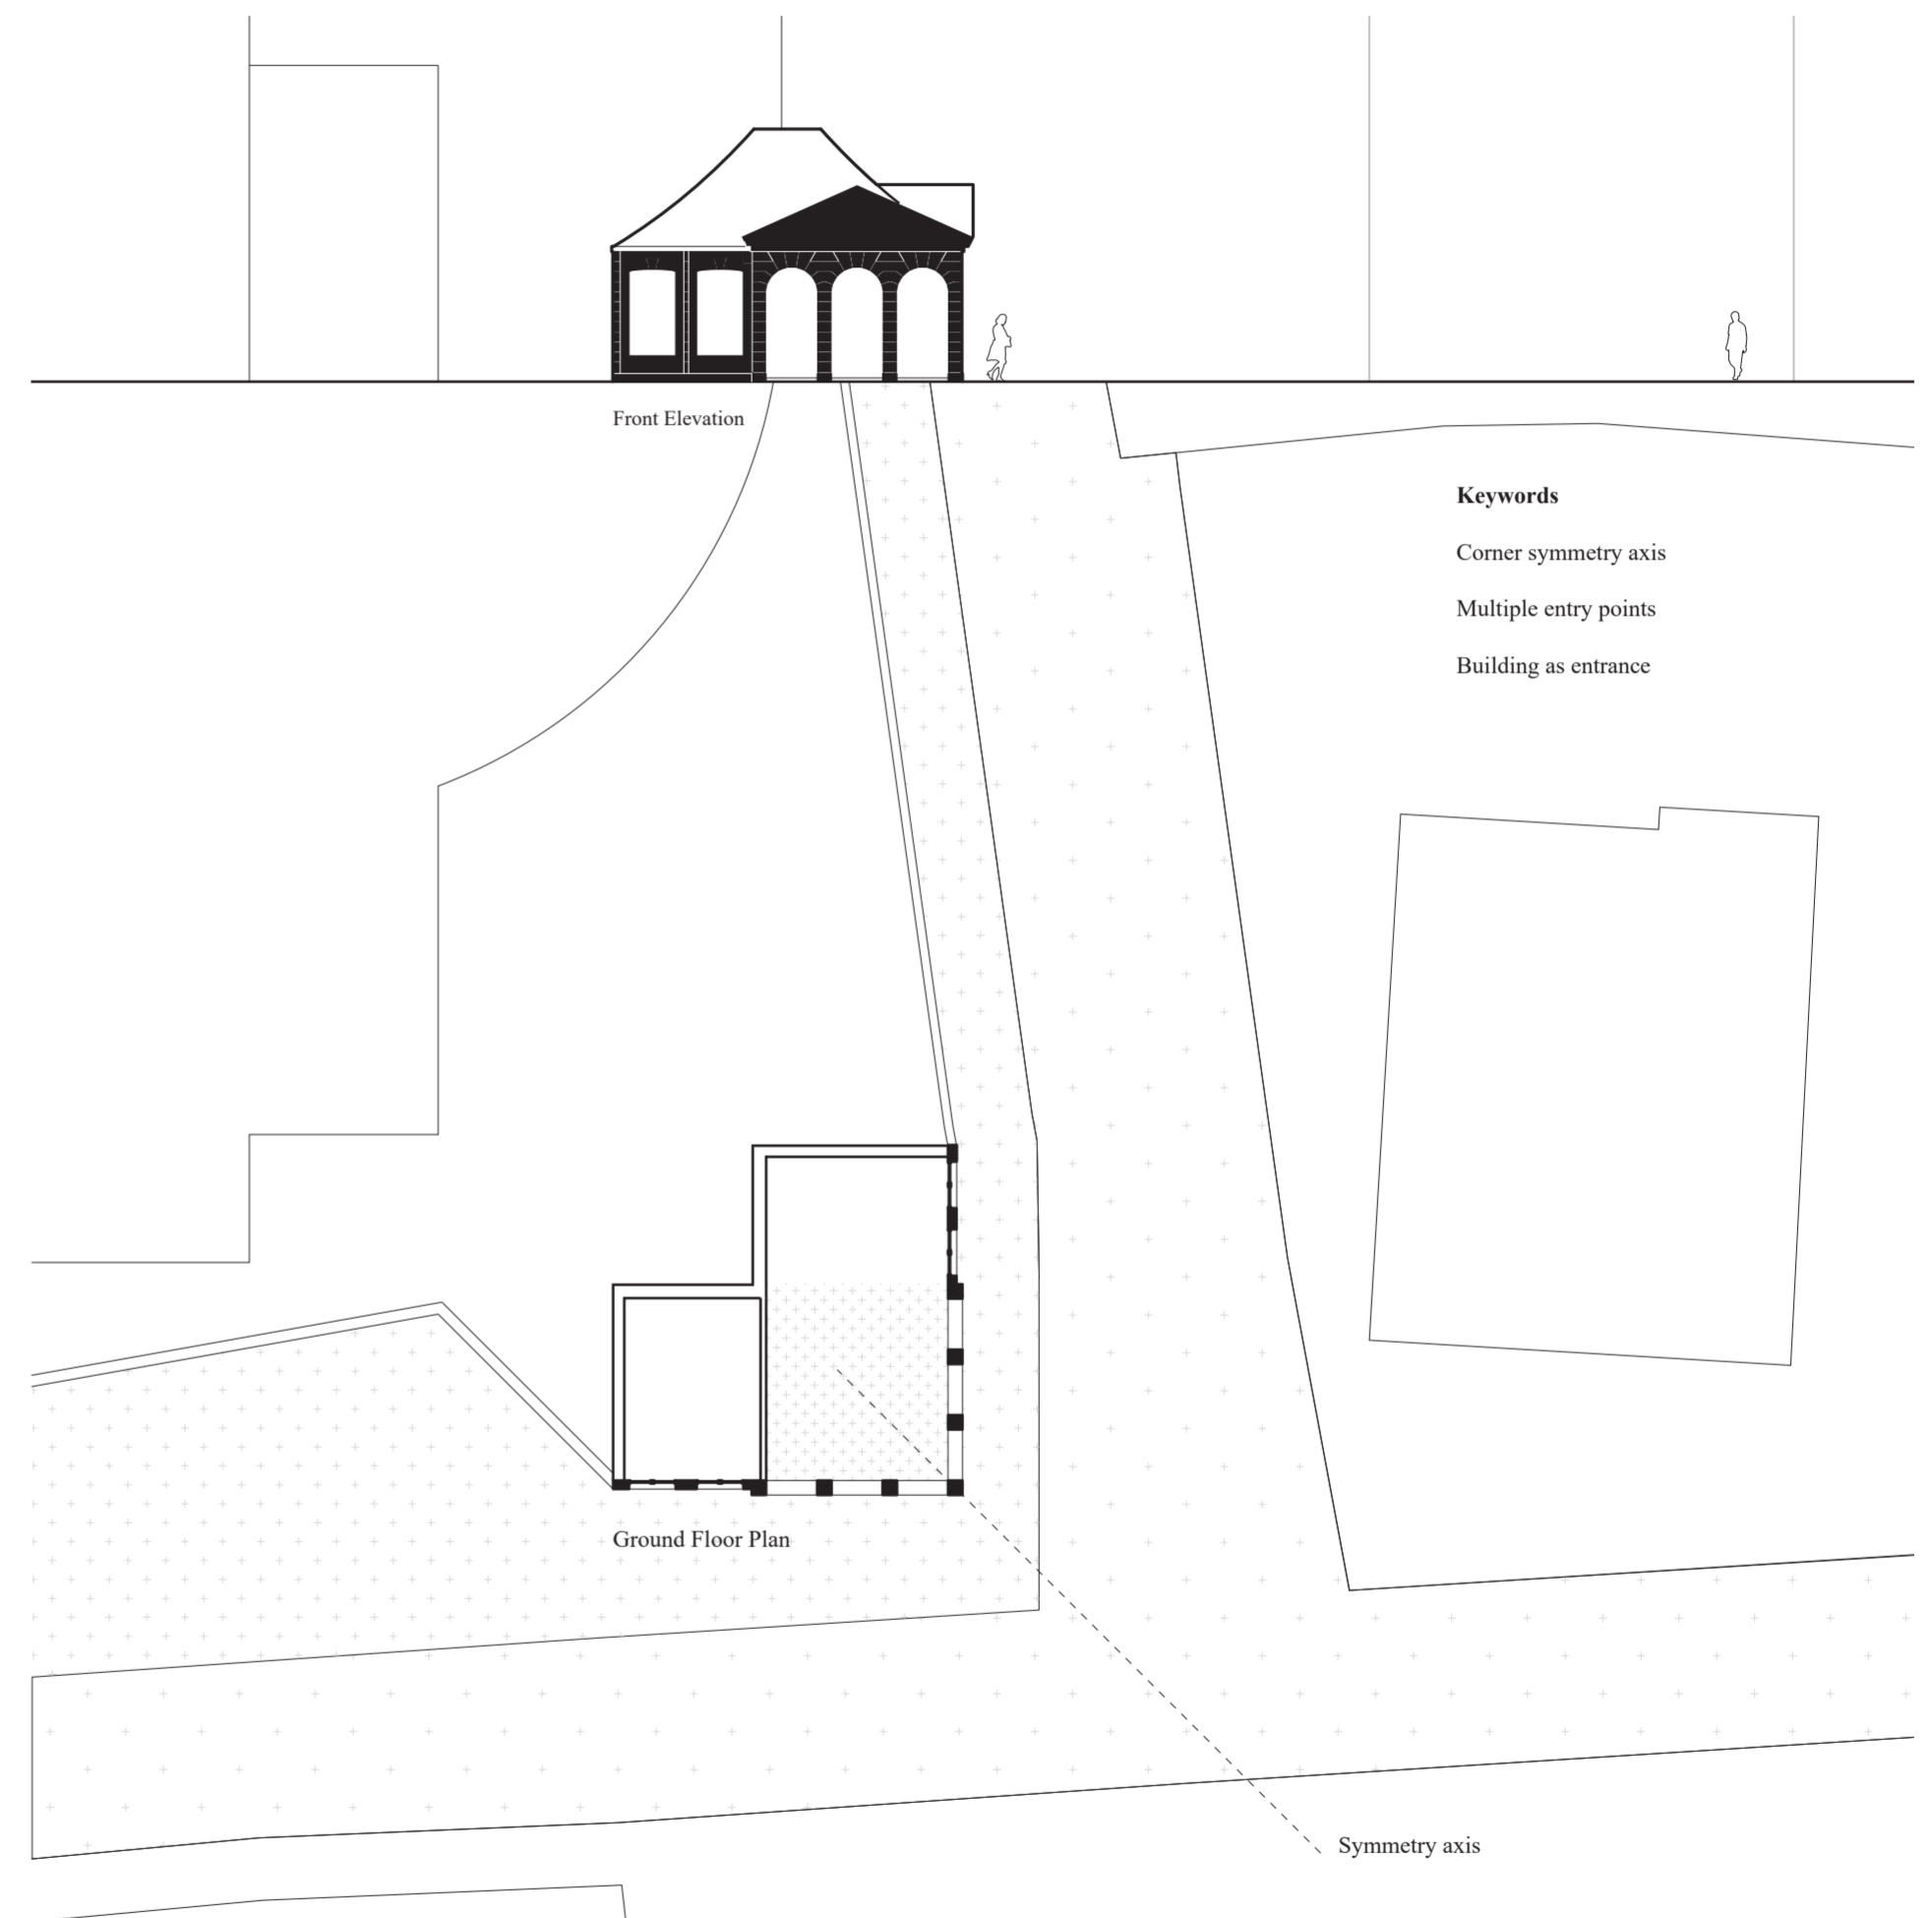 Front Elevation
Keywords
Corner symmetry axis
Multiple entry points
Building as entrance
Ground Floor Plan
Symmetry axis